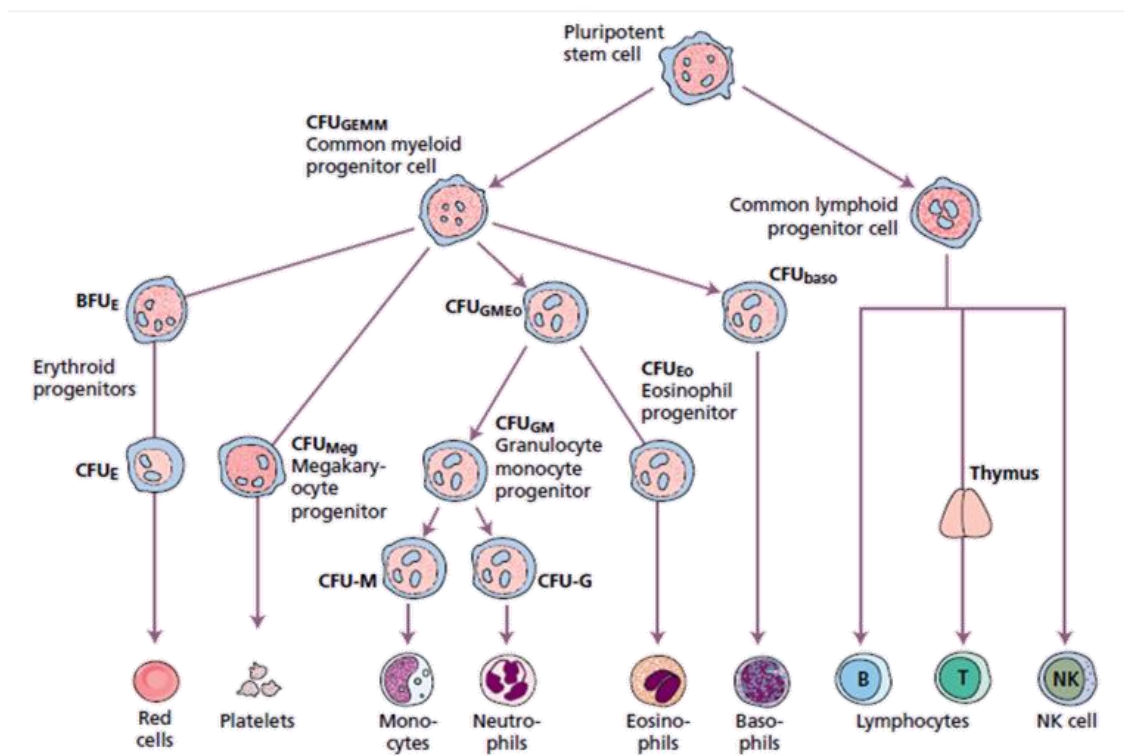 Pluripotent
stem cell
CFUGEMM
Common myeloid
progenitor cell
Common lymphoid
progenitor cell
BFUE
CFUGMEo
CFUbaso
Erythroid
progenitors
CFUEo
Eosinophil
progenitor
CFUE
CFUMeg
Megakary-
ocyte
progenitor
CFUGM
Granulocyte
monocyte
progenitor
Thymus
CFU-M
CFU-G
B
T
NK
Red
cells
Platelets
Mono-
cytes
Neutro-
phils
Eosino-
phils
Baso-
phils
Lymphocytes
NK cell